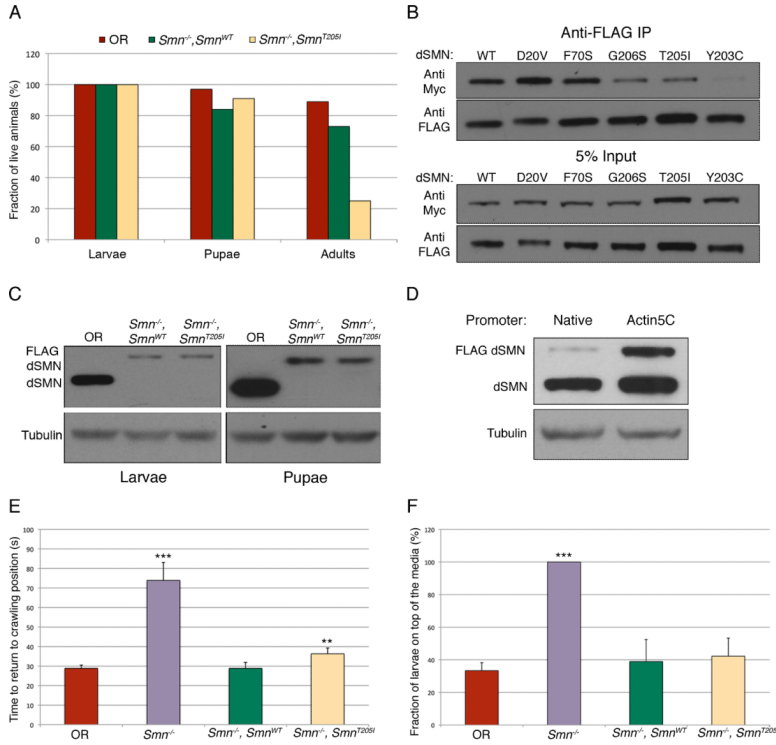 A
OR Smn-/-,SmnWT Smn-/-,SmnT205I
Fraction of live animals (%)
120
100
80
60
40
20
0
Larvae Pupae Adults
B
Anti-FLAG IP
dSMN: WT D20V F70S G206S T205I Y203C
Anti
Myc
Anti
FLAG
5% Input
dSMN: WT D20V F70S G206S T205I Y203C
Anti
Myc
Anti
FLAG
C
OR Smn-/-, SmnWT Smn-/-, SmnT205I OR Smn-/-, SmnWT Smn-/-, SmnT205I
FLAG
dSMN
dSMN
Tubulin
Larvae Pupae
D
Promoter: Native Actin5C
FLAG dSMN
dSMN
Tubulin
E
Time to return to crawling position (s)
100
90
80
70
60
50
40
30
20
10
0
***
**
OR Smn-/- Smn-/-, SmnWT Smn-/-, SmnT205I
F
Fraction of larvae on top of the media (%)
120
100
80
60
40
20
0
***
OR Smn-/- Smn-/-, SmnWT Smn-/-, SmnT205I